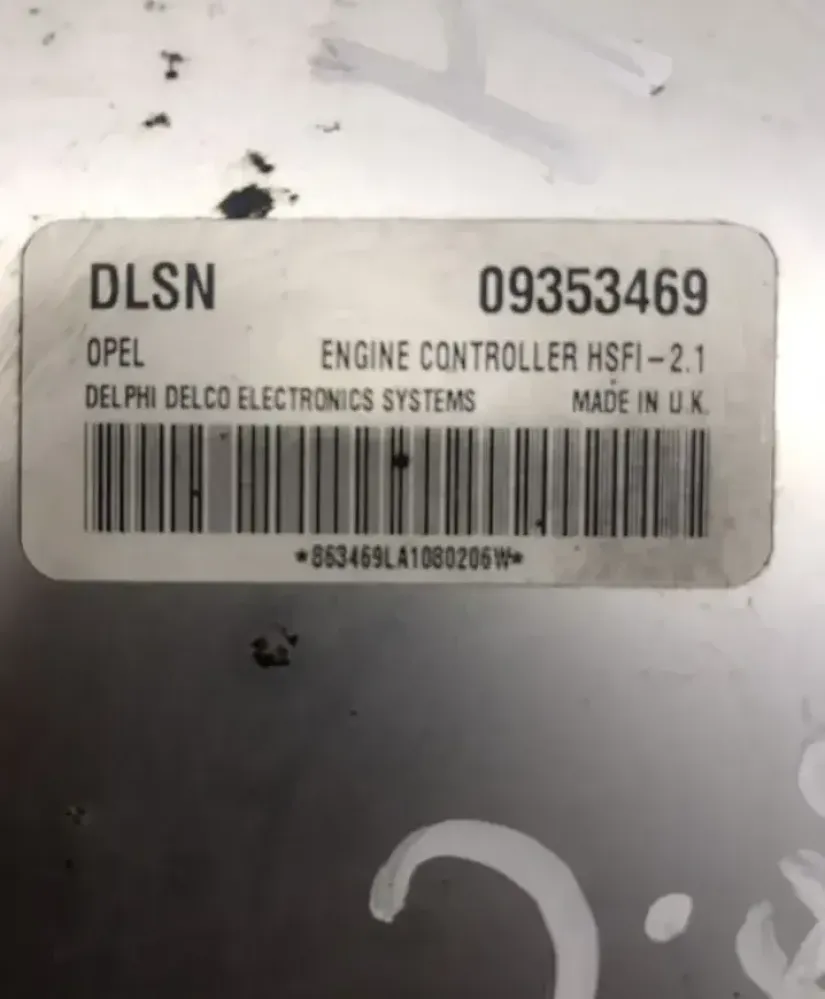 DLSN 09353469
OPEL ENGINE CONTROLLER HSFI-2.1
DELPHI DELCO ELECTRONICS SYSTEMS MADE IN U.K.
*863469LA1080206W*